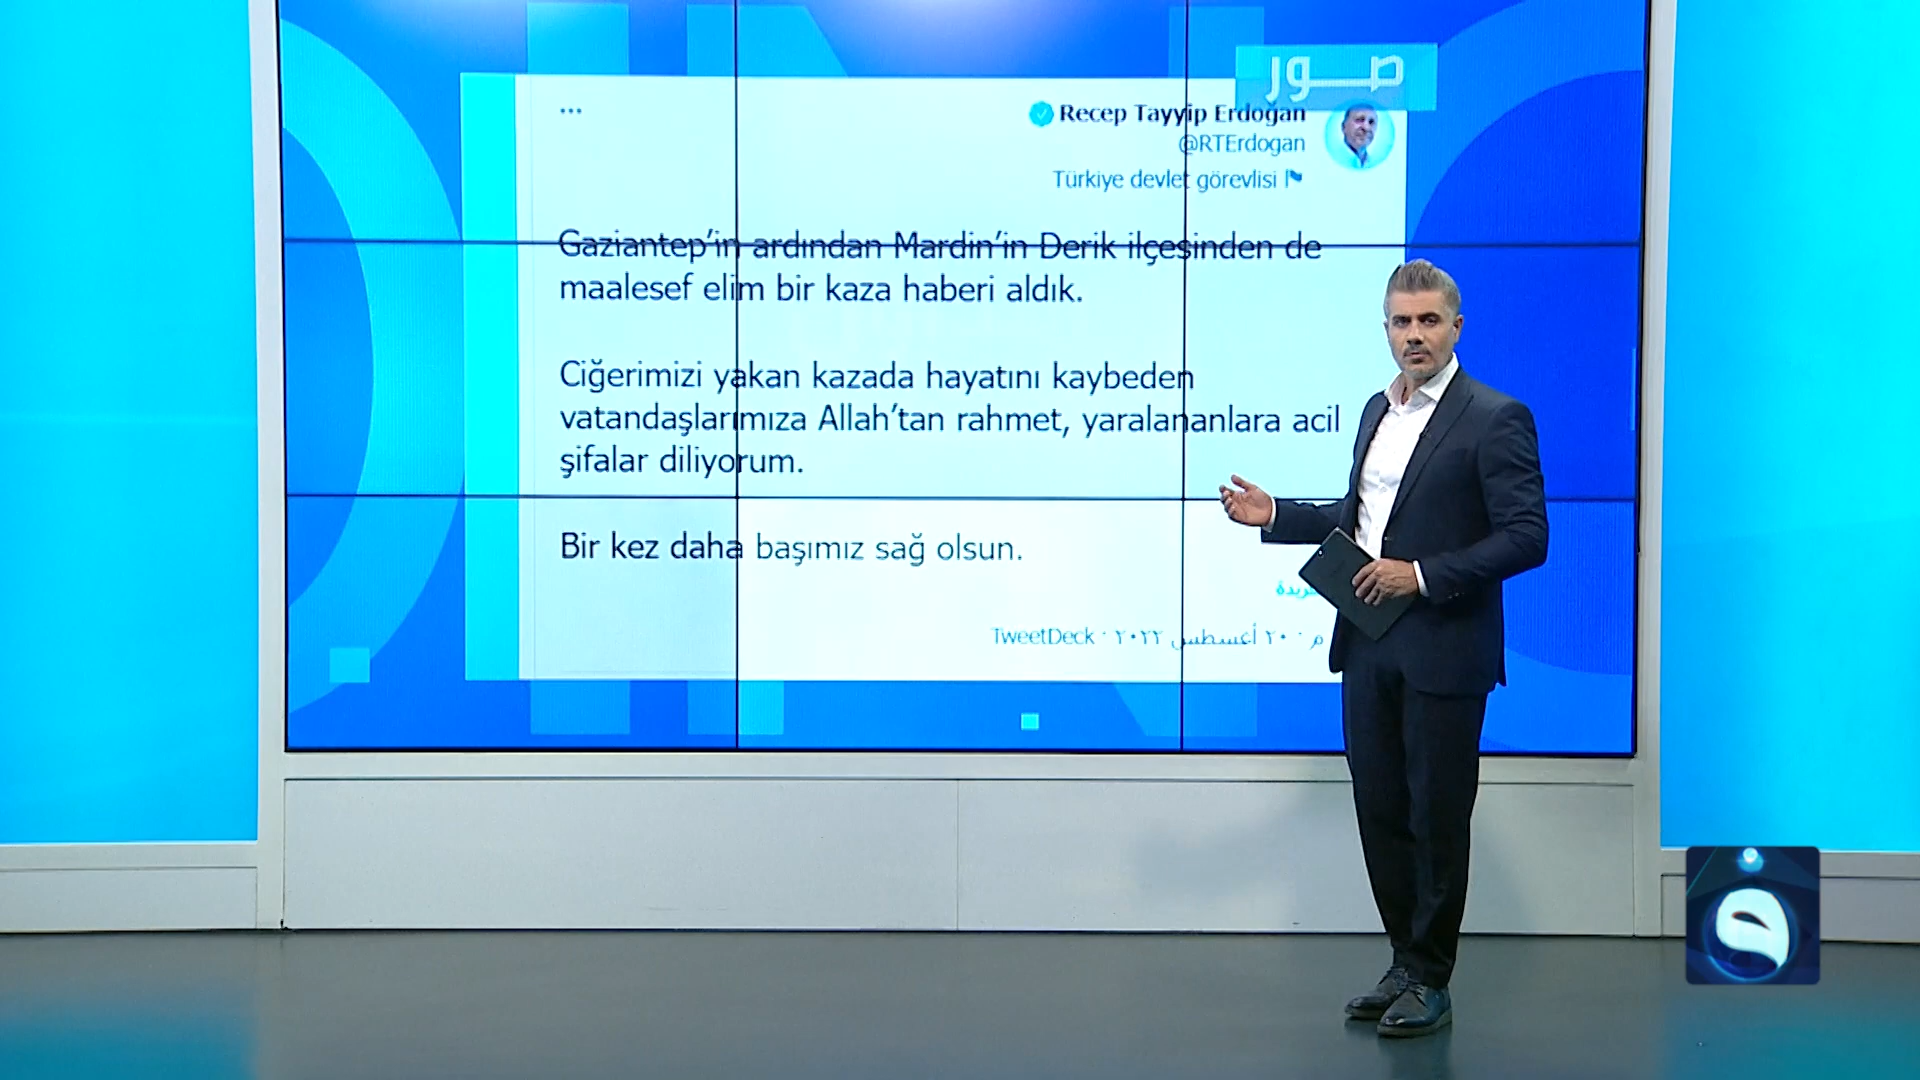 صور
Recep Tayyip Erdoğan
@RTErdogan
Türkiye devlet görevlisi
Gaziantep’in ardından Mardin’in Derik ilçesinden de
maalesef elim bir kaza haberi aldık.
Ciğerimizi yakan kazada hayatını kaybeden
vatandaşlarımıza Allah’tan rahmet, yaralananlara acil
şifalar diliyorum.
Bir kez daha başımız sağ olsun.
م · ٢٠ أغسطس ٢٠٢٢ · TweetDeck